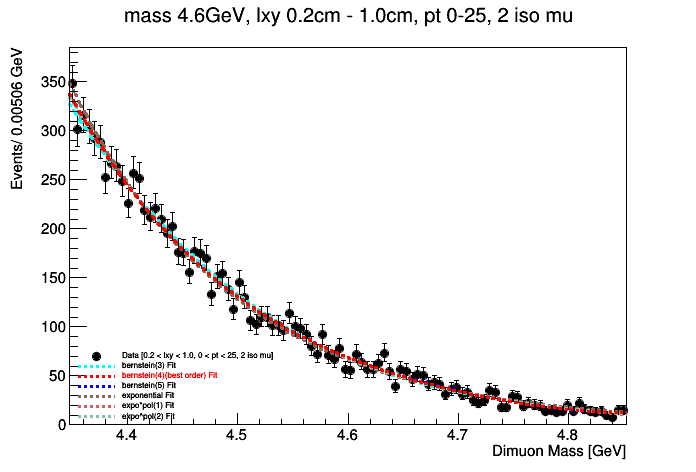 mass 4.6GeV, lxy 0.2cm - 1.0cm, pt 0-25, 2 iso mu
Events/ 0.00506 GeV
350
300
250
200
150
100
50
0
Data [0.2 < lxy < 1.0, 0 < pt < 25, 2 iso mu]
bernstein(3) Fit
bernstein(4)(best order) Fit
bernstein(5) Fit
exponential Fit
expo*pol(1) Fit
expo*pol(2) Fit
4.4 4.5 4.6 4.7 4.8
Dimuon Mass [GeV]